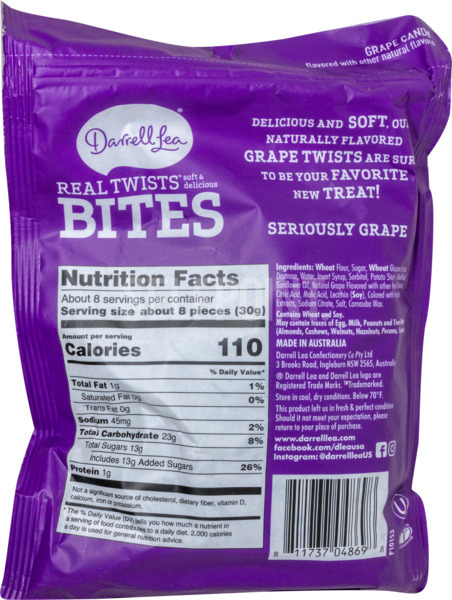 GRAPE CANDY
flavored with other natural flavors
Darrell Lea
DELICIOUS AND SOFT, OUR
NATURALLY FLAVORED
GRAPE TWISTS ARE SURE
TO BE YOUR FAVORITE
NEW TREAT!
REAL TWISTS soft & delicious
BITES
SERIOUSLY GRAPE
Nutrition Facts
About 8 servings per container
Serving size about 8 pieces (30g)
Amount per serving
Calories 110
% Daily Value*
Total Fat 1g 1%
Saturated Fat 0g 0%
Trans Fat 0g
Sodium 45mg 2%
Total Carbohydrate 23g 8%
Total Sugars 13g
Includes 13g Added Sugars 26%
Protein 1g
Not a significant source of cholesterol, dietary fiber, vitamin D,
calcium, iron or potassium.
* The % Daily Value (DV) tells you how much a nutrient in
a serving of food contributes to a daily diet. 2,000 calories
a day is used for general nutrition advice.
Ingredients: Wheat Flour, Sugar, Wheat Glucose
Dextrose, Water, Invert Syrup, Sorbitol, Potato Starch
Sunflower Oil, Natural Grape Flavored with other
Citric Acid, Malic Acid, Lecithin (Soy), Colored with
Extracts, Sodium Citrate, Salt, Carnauba Wax.
Contains Wheat and Soy.
May contain traces of Egg, Milk, Peanuts and Tree Nuts
(Almonds, Cashews, Walnuts, Hazelnuts, Pecans,
MADE IN AUSTRALIA
Darrell Lea Confectionery Co Pty Ltd
3 Brooks Road, Ingleburn NSW 2565, Australia
® Darrell Lea and Darrell Lea logo are
Registered Trade Marks. ™Trademarked.
Store in cool, dry conditions. Below 70°F.
This product left us in fresh & perfect condition.
Should it not meet your expectation, please
return to your place of purchase.
www.darrelllea.com
facebook.com/dleausa
Instagram: @darrellleaUS
8 11737 04869 6
P10153